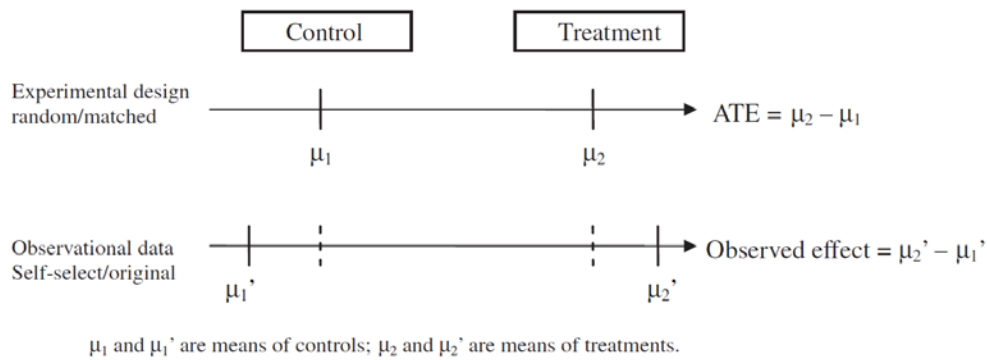 Control
Treatment
Experimental design
random/matched
ATE = μ₂ – μ₁
μ₁
μ₂
Observational data
Self-select/original
Observed effect = μ₂’ – μ₁’
μ₁’
μ₂’
μ₁ and μ₁’ are means of controls; μ₂ and μ₂’ are means of treatments.